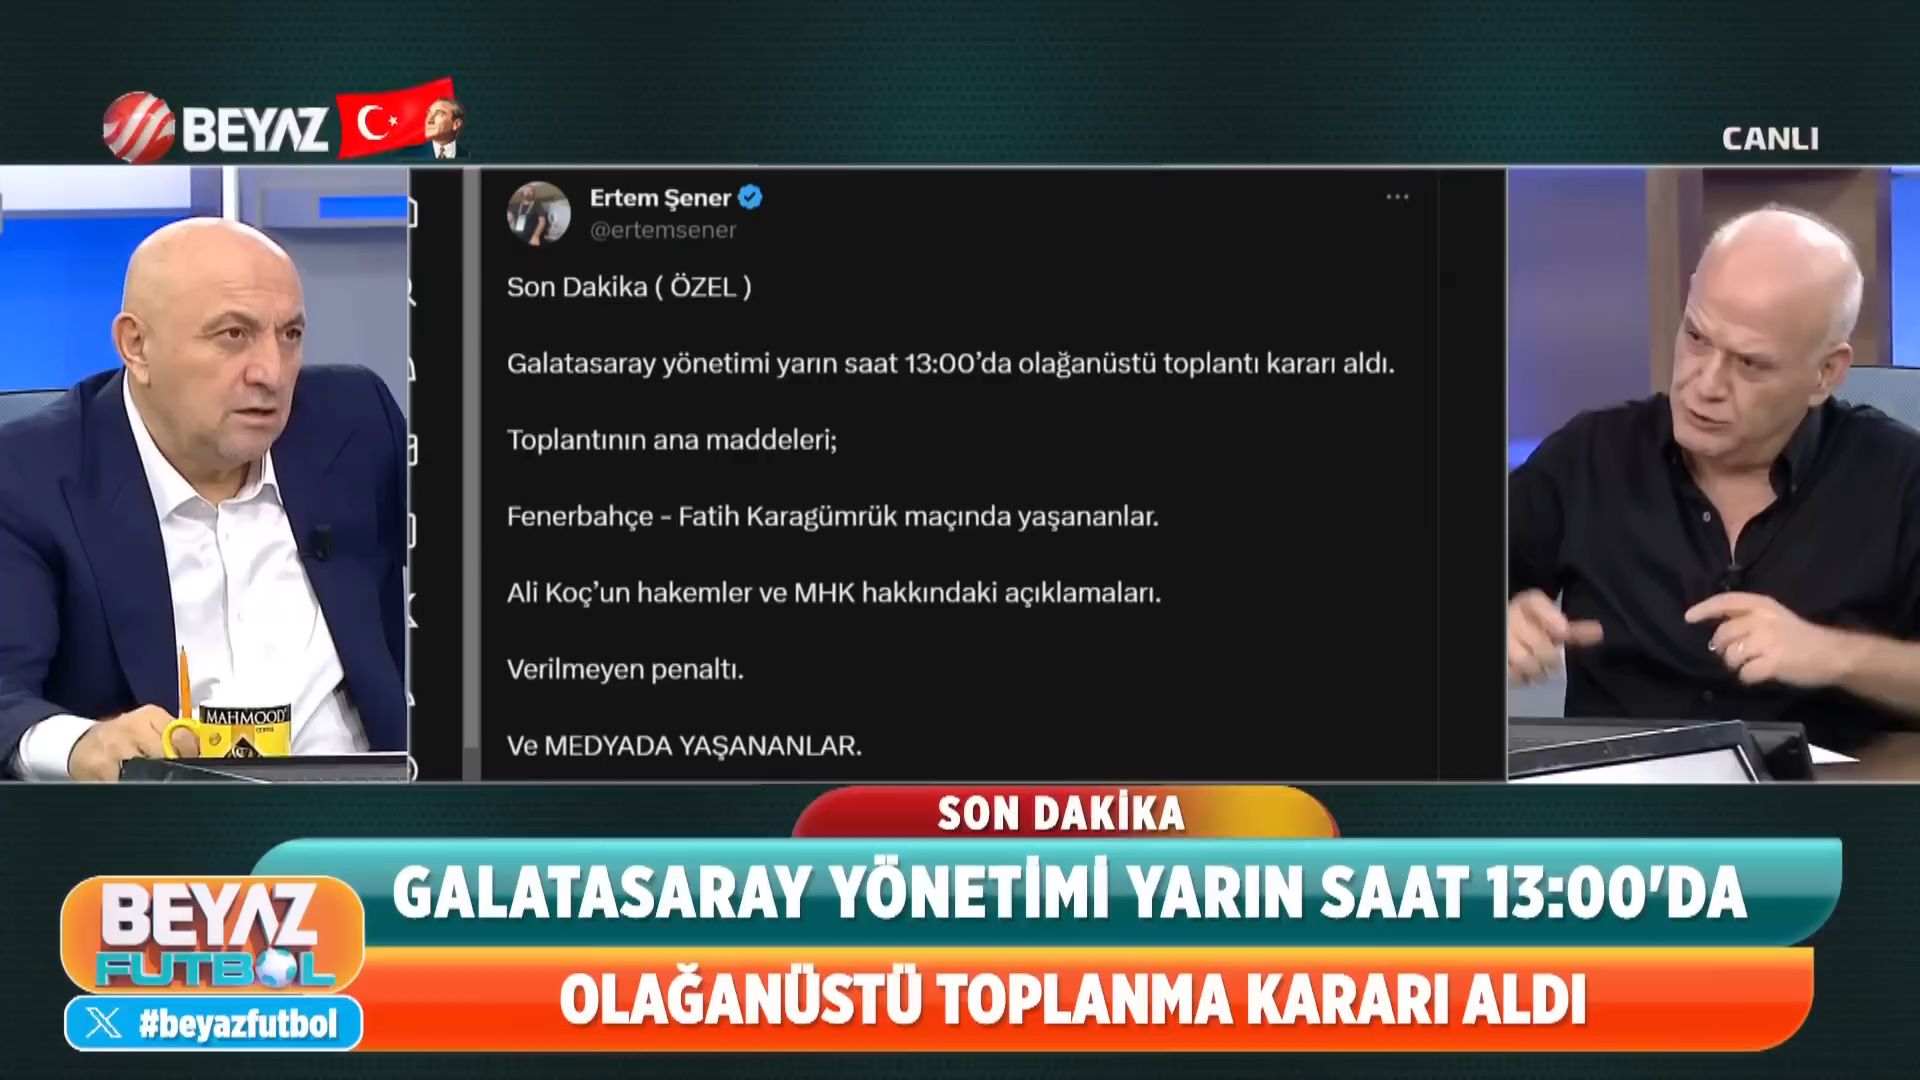 BEYAZ
CANLI
Ertem Şener
@ertemsener
Son Dakika ( ÖZEL )
Galatasaray yönetimi yarın saat 13:00’da olağanüstü toplantı kararı aldı.
Toplantının ana maddeleri;
Fenerbahçe - Fatih Karagümrük maçında yaşananlar.
Ali Koç’un hakemler ve MHK hakkındaki açıklamaları.
Verilmeyen penaltı.
Ve MEDYADA YAŞANANLAR.
MAHMOOD
SON DAKİKA
GALATASARAY YÖNETİMİ YARIN SAAT 13:00'DA
OLAĞANÜSTÜ TOPLANMA KARARI ALDI
BEYAZ
FUTBOL
#beyazfutbol